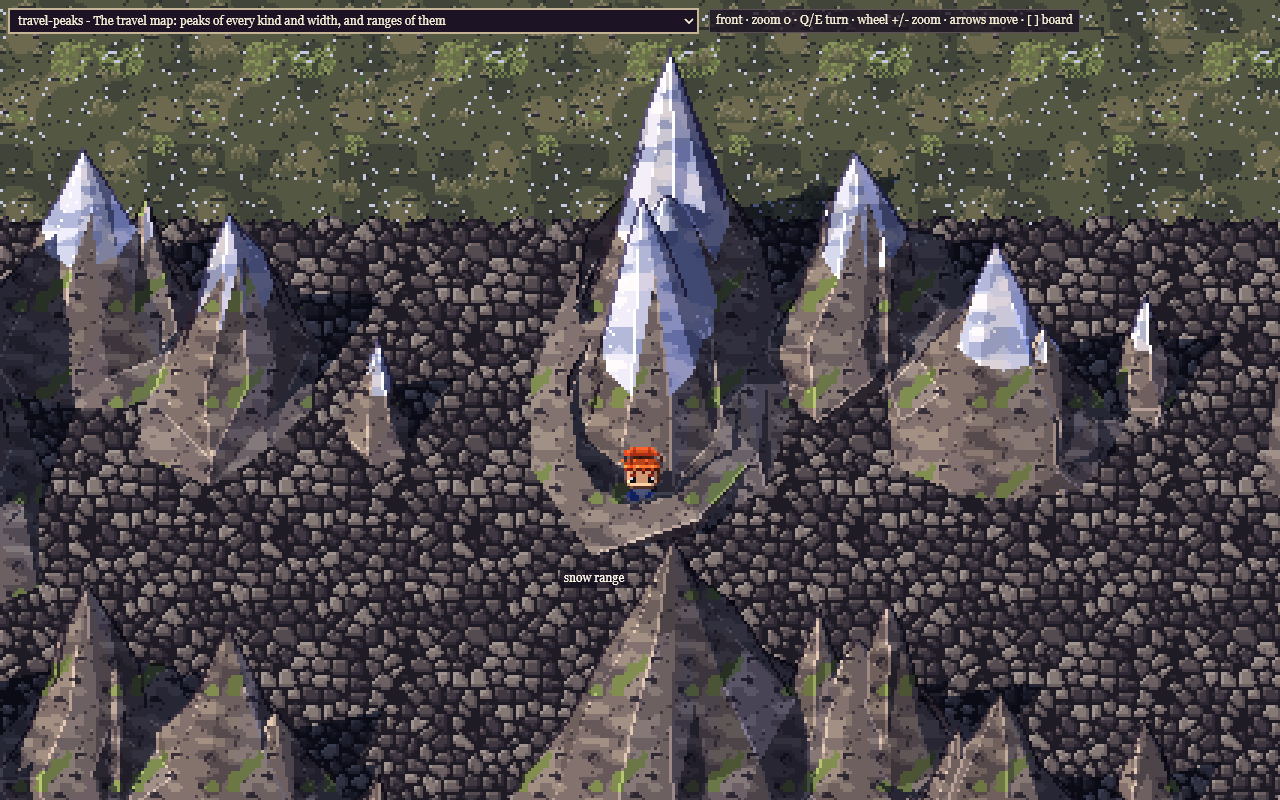 travel-peaks - The travel map: peaks of every kind and width, and ranges of them
front · zoom 0 · Q/E turn · wheel +/- zoom · arrows move · [ ] board
snow range